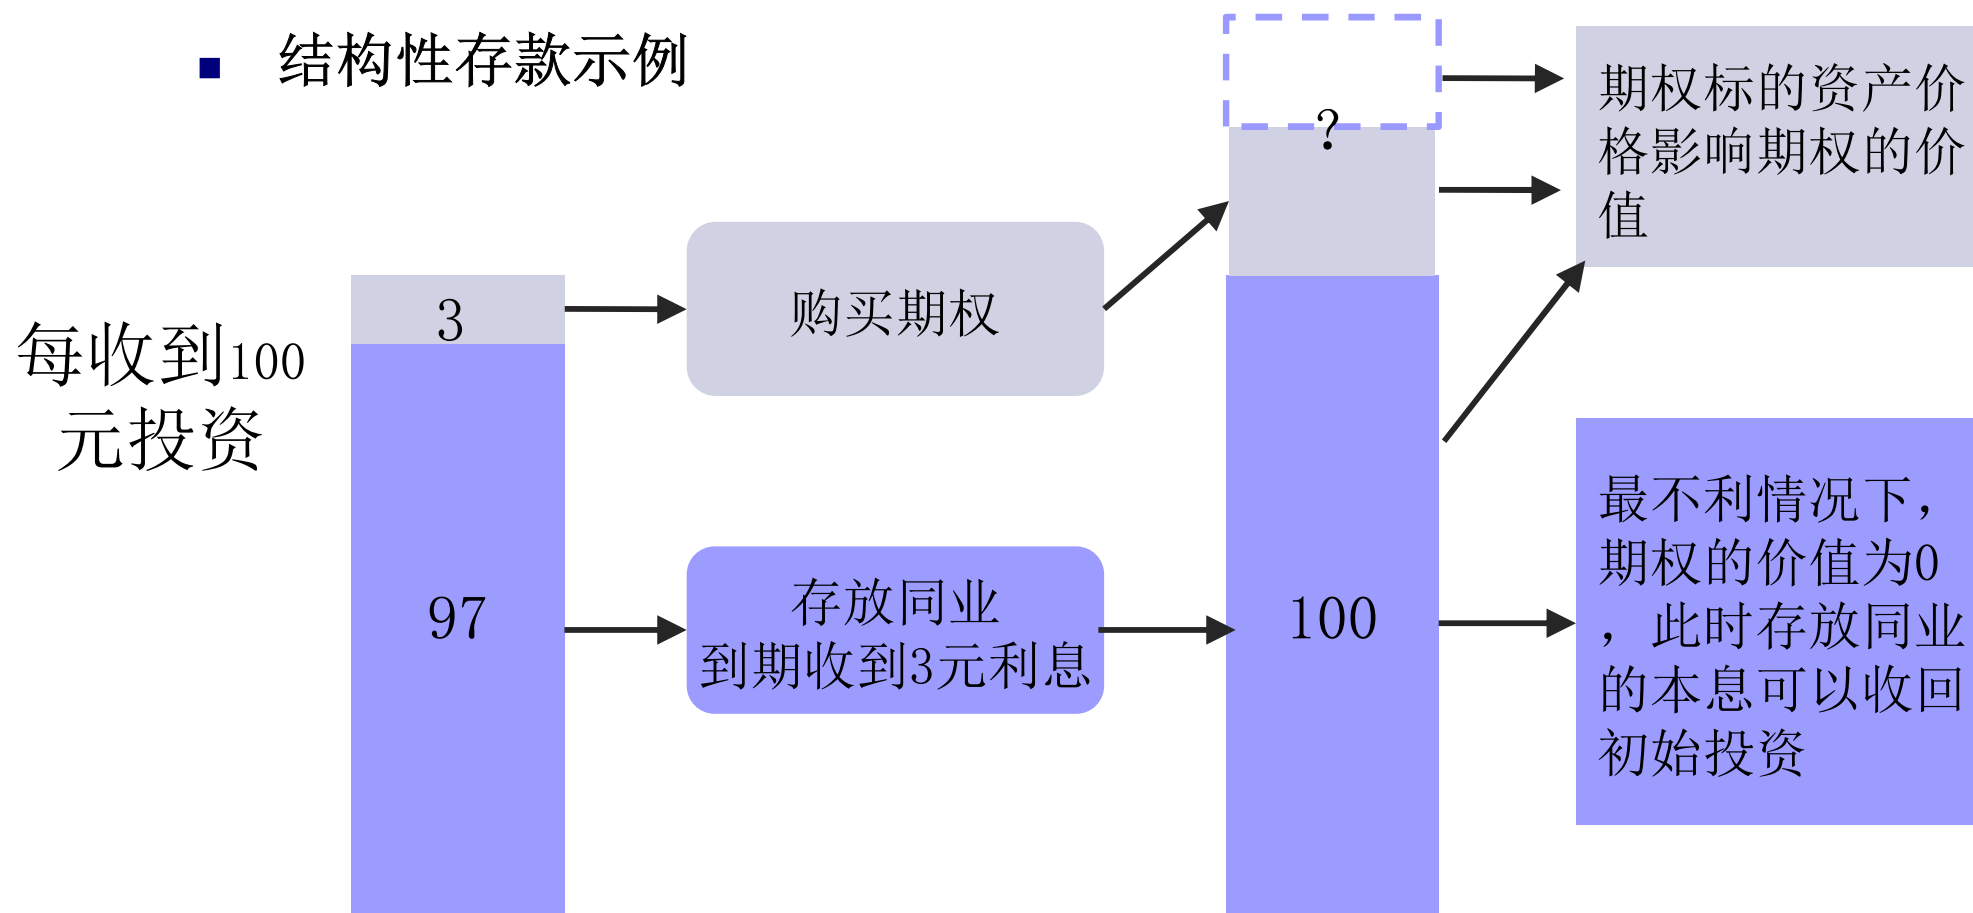 结构性存款示例
?
期权标的资产价
格影响期权的价
值
3
购买期权
每收到100
元投资
97
存放同业
到期收到3元利息
100
最不利情况下，
期权的价值为0
，此时存放同业
的本息可以收回
初始投资